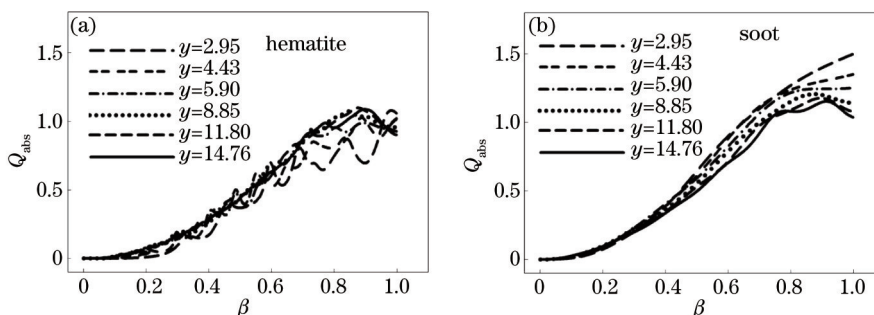 (a)
hematite
y=2.95
y=4.43
y=5.90
y=8.85
y=11.80
y=14.76
1.5
1.0
0.5
0
Qabs
0
0.2
0.4
0.6
0.8
1.0
β
(b)
soot
y=2.95
y=4.43
y=5.90
y=8.85
y=11.80
y=14.76
1.5
1.0
0.5
0
Qabs
0
0.2
0.4
0.6
0.8
1.0
β